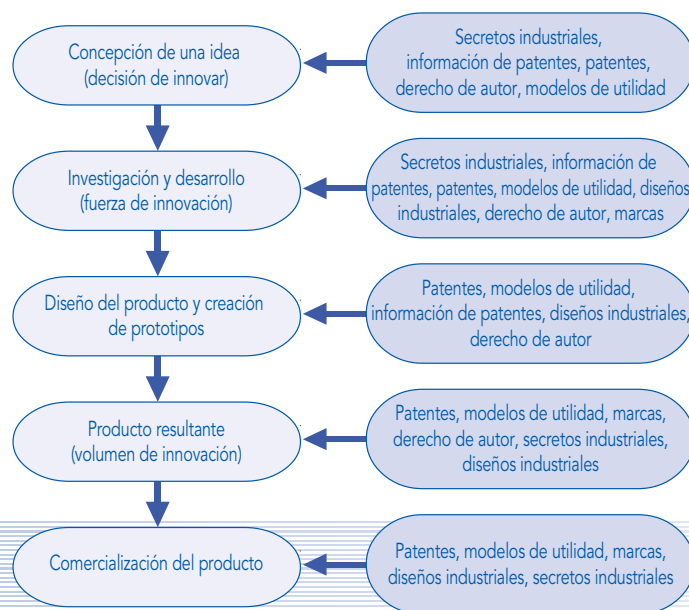 Concepción de una idea
(decisión de innovar)
Secretos industriales,
información de patentes, patentes,
derecho de autor, modelos de utilidad
Investigación y desarrollo
(fuerza de innovación)
Secretos industriales, información de
patentes, patentes, modelos de utilidad, diseños
industriales, derecho de autor, marcas
Diseño del producto y creación
de prototipos
Patentes, modelos de utilidad,
información de patentes, diseños industriales,
derecho de autor
Producto resultante
(volumen de innovación)
Patentes, modelos de utilidad, marcas,
derecho de autor, secretos industriales,
diseños industriales
Comercialización del producto
Patentes, modelos de utilidad, marcas,
diseños industriales, secretos industriales